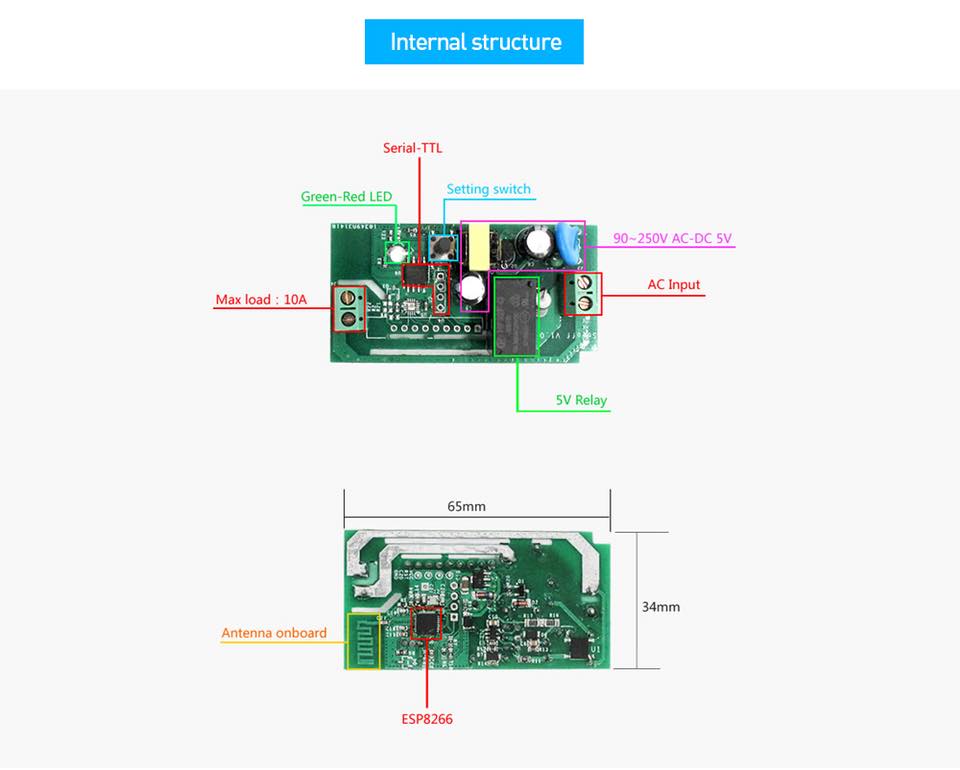 Internal structure
Serial-TTL
Green-Red LED
Setting switch
90~250V AC-DC 5V
Max load : 10A
AC Input
5V Relay
65mm
34mm
Antenna onboard
U1
ESP8266